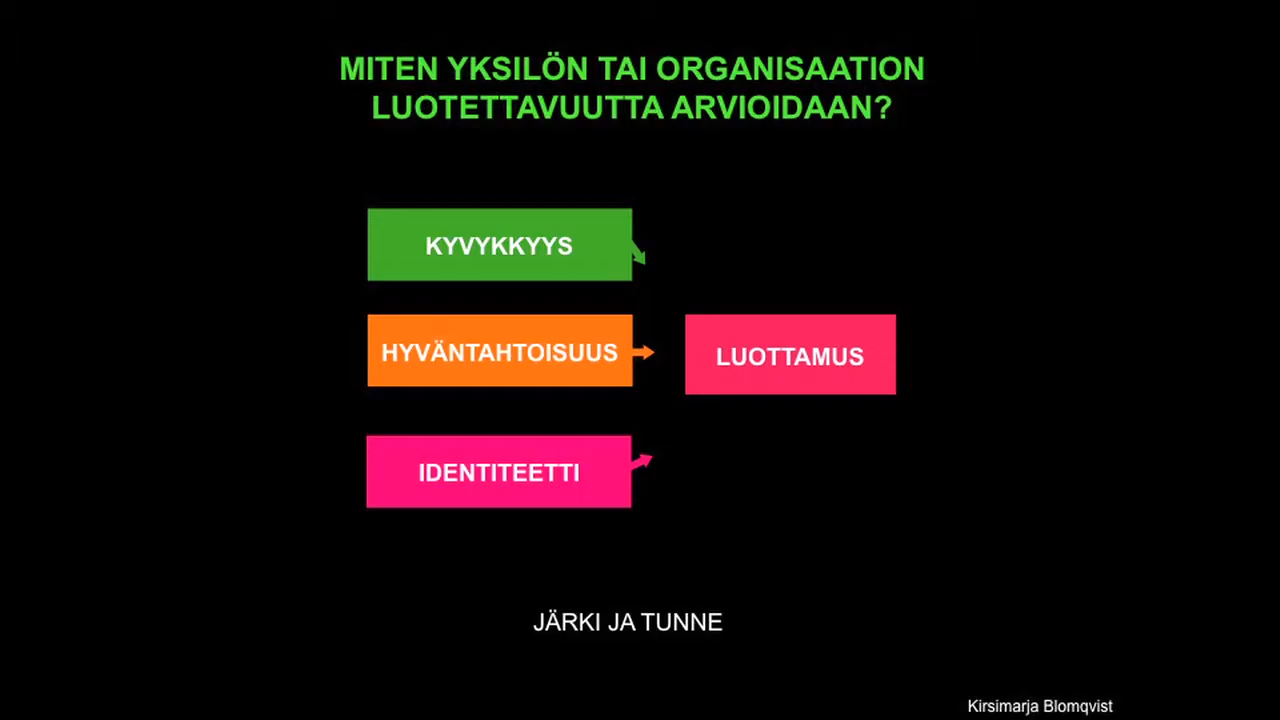 MITEN YKSILÖN TAI ORGANISAATION
LUOTETTAVUUTTA ARVIOIDAAN?
KYVYKKYYS
HYVÄNTAHTOISUUS
LUOTTAMUS
IDENTITEETTI
JÄRKI JA TUNNE
Kirsimarja Blomqvist